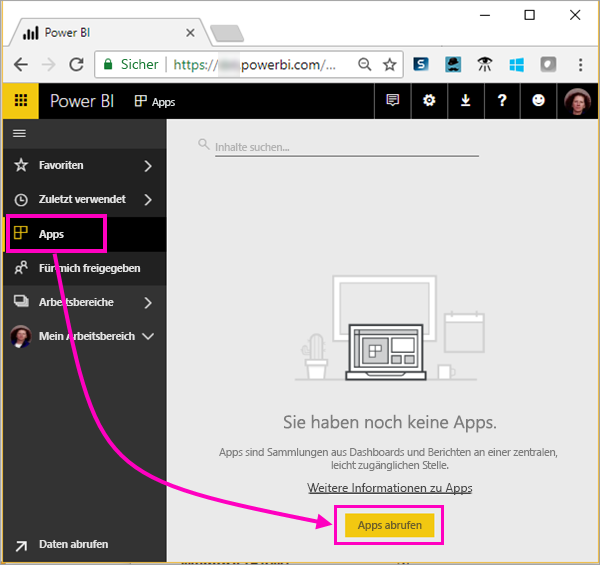 Power BI
Sicher
https://
powerbi.com/...
Power BI
Apps
?
Inhalte suchen...
Favoriten
Zuletzt verwendet
Apps
Für mich freigegeben
Arbeitsbereiche
Mein Arbeitsbereich
Sie haben noch keine Apps.
Apps sind Sammlungen aus Dashboards und Berichten an einer zentralen,
leicht zugänglichen Stelle.
Weitere Informationen zu Apps
Apps abrufen
Daten abrufen